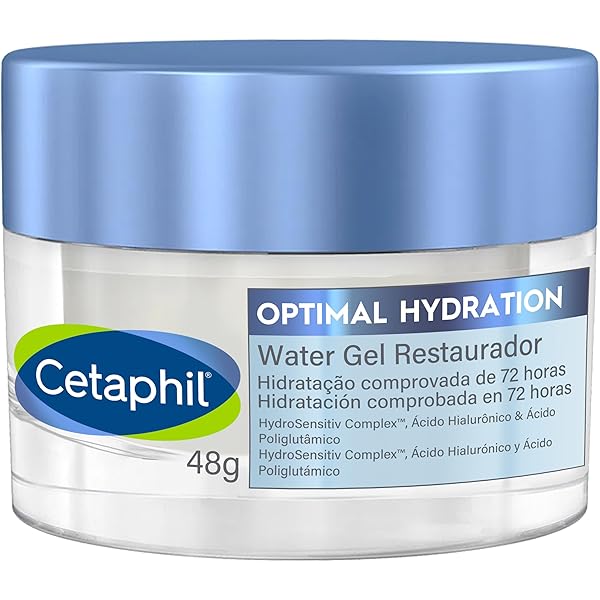 OPTIMAL HYDRATION
Water Gel Restaurador
Hidratação comprovada de 72 horas
Hidratación comprobada en 72 horas
HydroSensitiv Complex™, Ácido Hialurônico & Ácido
Poliglutâmico
HydroSensitiv Complex™, Ácido Hialurónico y Ácido
Poliglutámico
Cetaphil®
48g